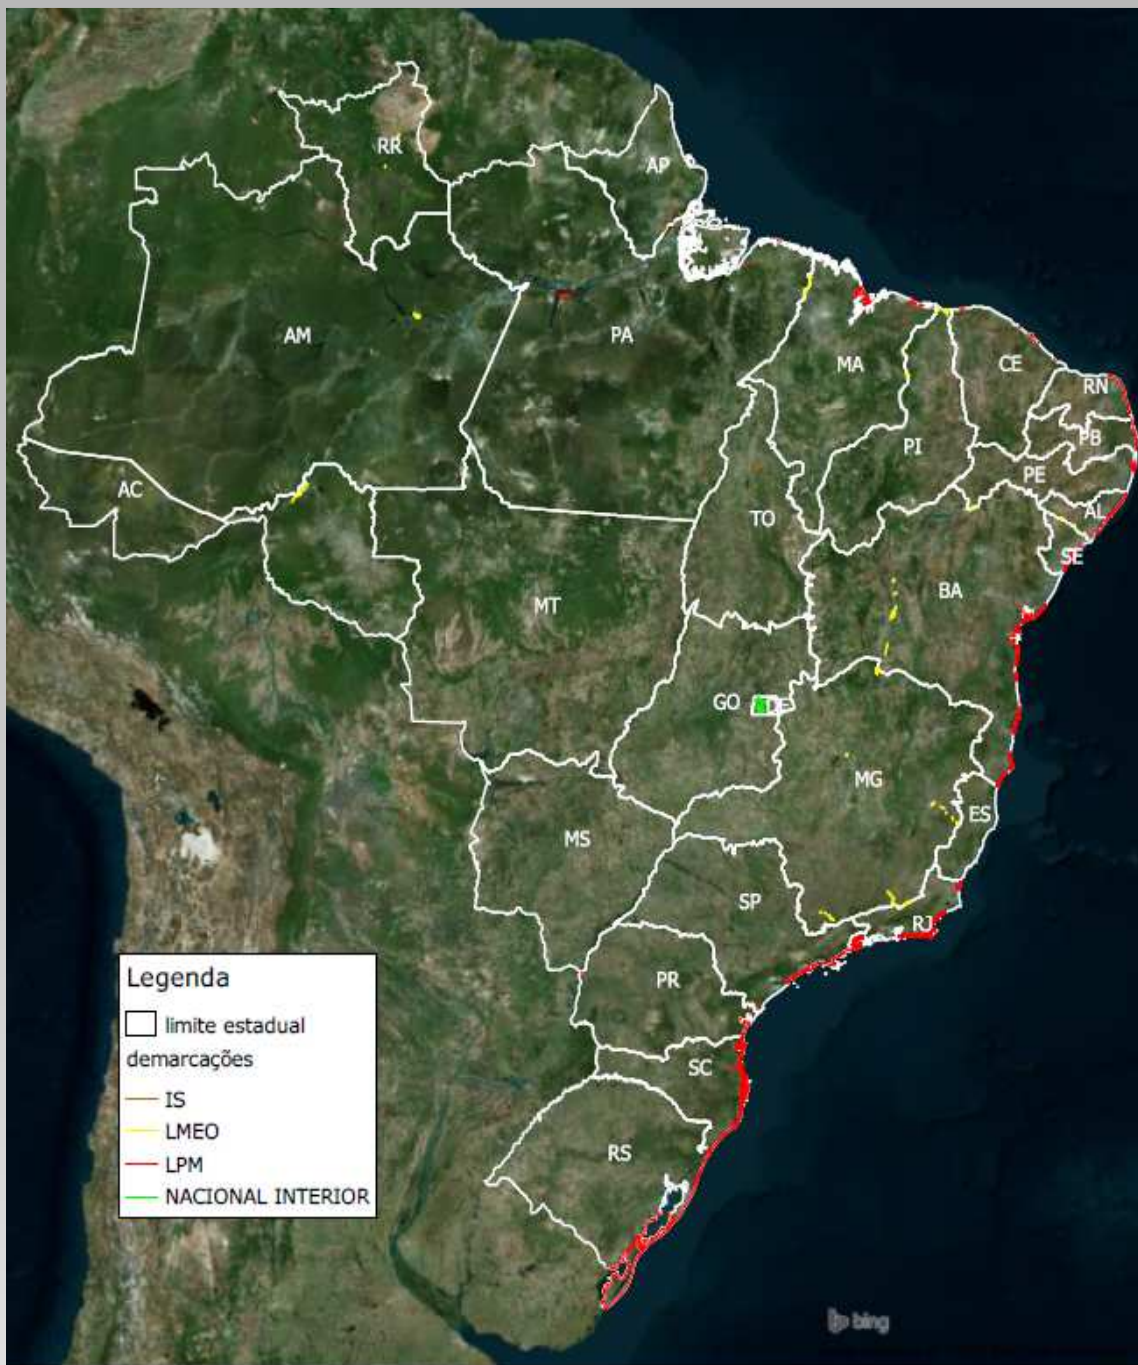 RR
AP
AM
PA
MA
CE
RN
PB
PI
PE
AC
AL
TO
SE
MT
BA
GO
DF
MG
ES
MS
SP
RJ
PR
SC
RS
Legenda
limite estadual
demarcações
IS
LMEO
LPM
NACIONAL INTERIOR
bing